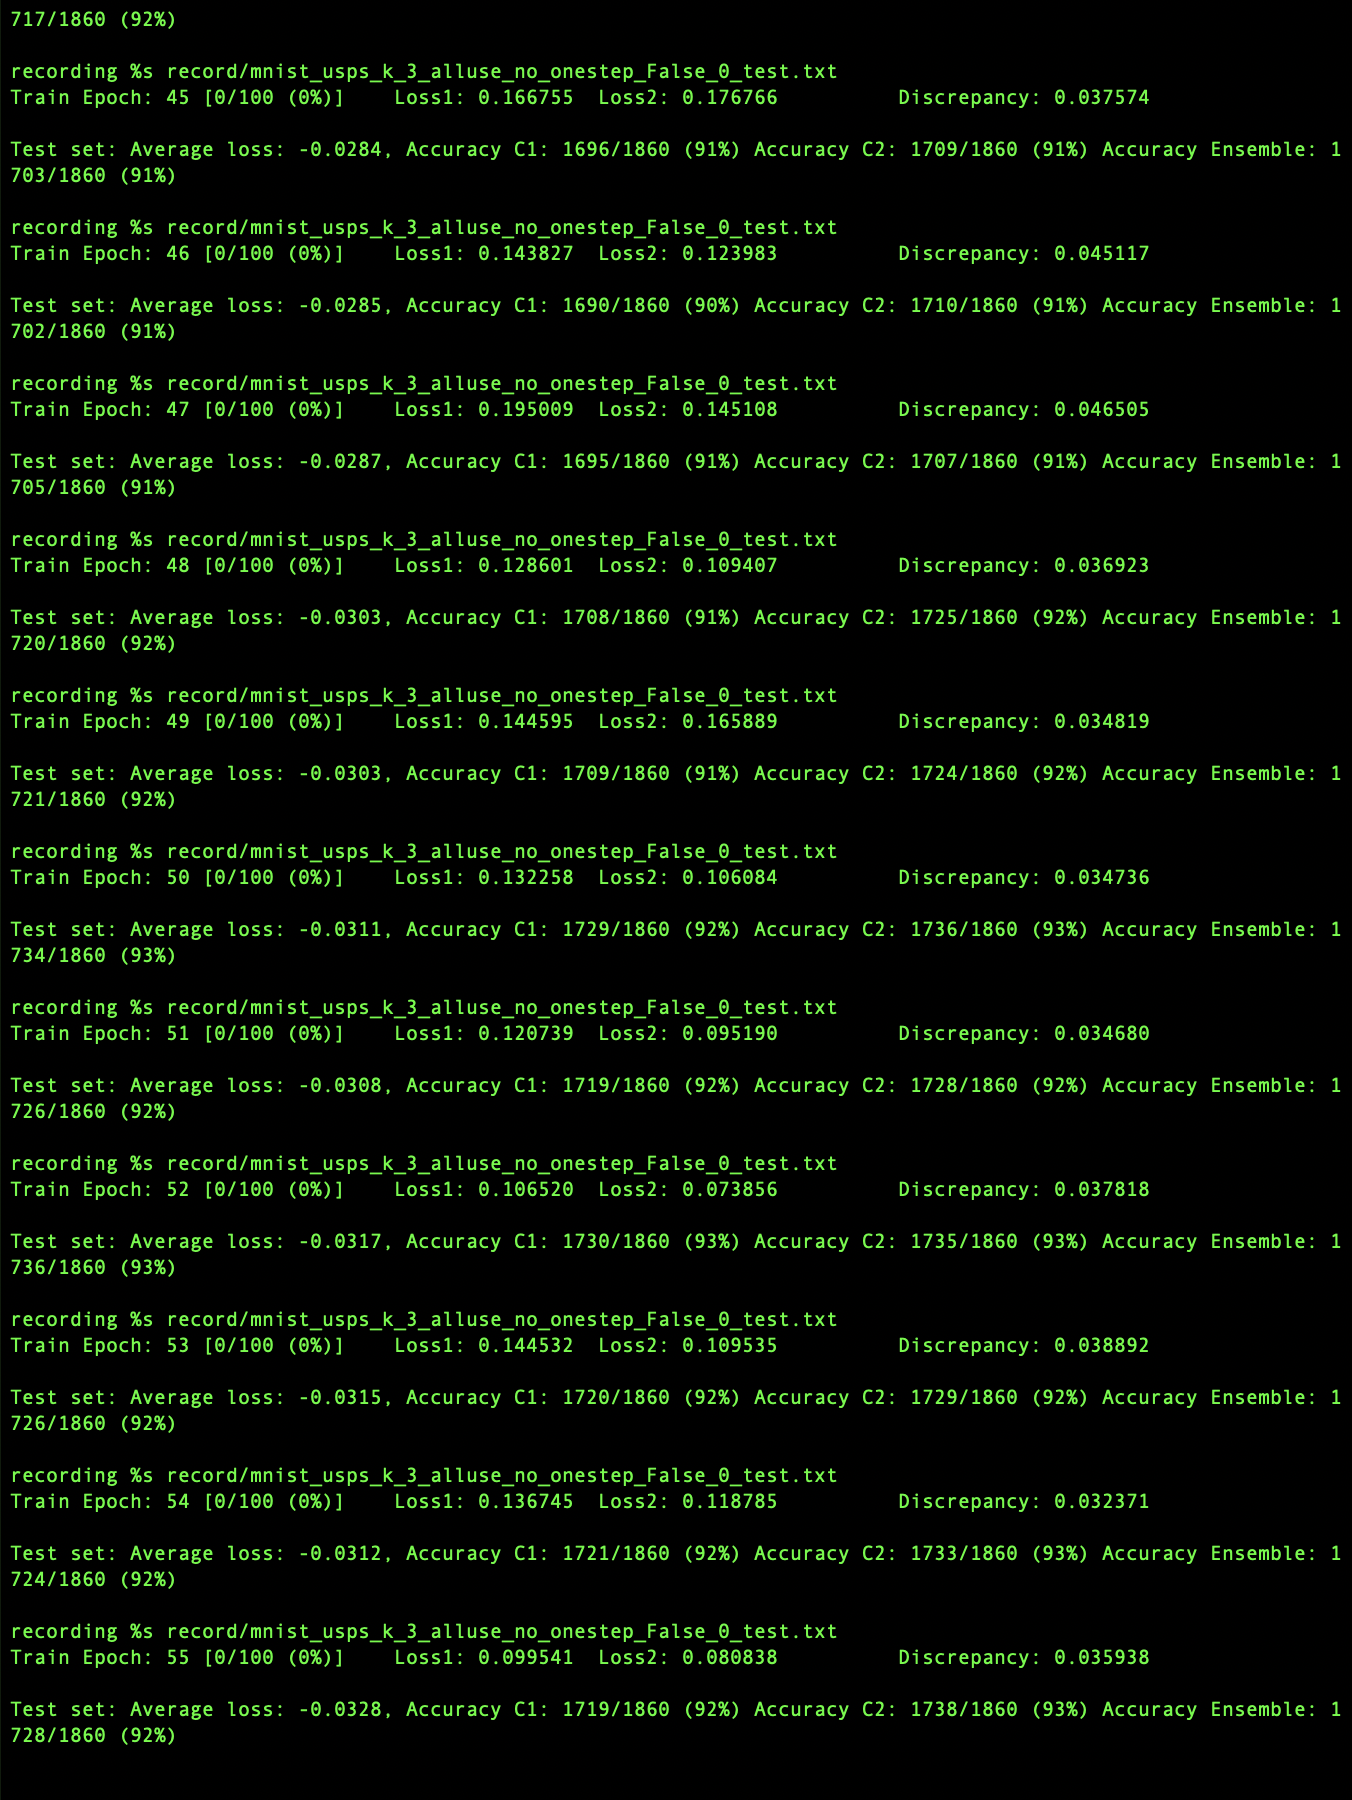 717/1860 (92%)
recording %s record/mnist_usps_k_3_alluse_no_onestep_False_0_test.txt
Train Epoch: 45 [0/100 (0%)] Loss1: 0.166755 Loss2: 0.176766 Discrepancy: 0.037574
Test set: Average loss: -0.0284, Accuracy C1: 1696/1860 (91%) Accuracy C2: 1709/1860 (91%) Accuracy Ensemble: 1
703/1860 (91%)
recording %s record/mnist_usps_k_3_alluse_no_onestep_False_0_test.txt
Train Epoch: 46 [0/100 (0%)] Loss1: 0.143827 Loss2: 0.123983 Discrepancy: 0.045117
Test set: Average loss: -0.0285, Accuracy C1: 1690/1860 (90%) Accuracy C2: 1710/1860 (91%) Accuracy Ensemble: 1
702/1860 (91%)
recording %s record/mnist_usps_k_3_alluse_no_onestep_False_0_test.txt
Train Epoch: 47 [0/100 (0%)] Loss1: 0.195009 Loss2: 0.145108 Discrepancy: 0.046505
Test set: Average loss: -0.0287, Accuracy C1: 1695/1860 (91%) Accuracy C2: 1707/1860 (91%) Accuracy Ensemble: 1
705/1860 (91%)
recording %s record/mnist_usps_k_3_alluse_no_onestep_False_0_test.txt
Train Epoch: 48 [0/100 (0%)] Loss1: 0.128601 Loss2: 0.109407 Discrepancy: 0.036923
Test set: Average loss: -0.0303, Accuracy C1: 1708/1860 (91%) Accuracy C2: 1725/1860 (92%) Accuracy Ensemble: 1
720/1860 (92%)
recording %s record/mnist_usps_k_3_alluse_no_onestep_False_0_test.txt
Train Epoch: 49 [0/100 (0%)] Loss1: 0.144595 Loss2: 0.165889 Discrepancy: 0.034819
Test set: Average loss: -0.0303, Accuracy C1: 1709/1860 (91%) Accuracy C2: 1724/1860 (92%) Accuracy Ensemble: 1
721/1860 (92%)
recording %s record/mnist_usps_k_3_alluse_no_onestep_False_0_test.txt
Train Epoch: 50 [0/100 (0%)] Loss1: 0.132258 Loss2: 0.106084 Discrepancy: 0.034736
Test set: Average loss: -0.0311, Accuracy C1: 1729/1860 (92%) Accuracy C2: 1736/1860 (93%) Accuracy Ensemble: 1
734/1860 (93%)
recording %s record/mnist_usps_k_3_alluse_no_onestep_False_0_test.txt
Train Epoch: 51 [0/100 (0%)] Loss1: 0.120739 Loss2: 0.095190 Discrepancy: 0.034680
Test set: Average loss: -0.0308, Accuracy C1: 1719/1860 (92%) Accuracy C2: 1728/1860 (92%) Accuracy Ensemble: 1
726/1860 (92%)
recording %s record/mnist_usps_k_3_alluse_no_onestep_False_0_test.txt
Train Epoch: 52 [0/100 (0%)] Loss1: 0.106520 Loss2: 0.073856 Discrepancy: 0.037818
Test set: Average loss: -0.0317, Accuracy C1: 1730/1860 (93%) Accuracy C2: 1735/1860 (93%) Accuracy Ensemble: 1
736/1860 (93%)
recording %s record/mnist_usps_k_3_alluse_no_onestep_False_0_test.txt
Train Epoch: 53 [0/100 (0%)] Loss1: 0.144532 Loss2: 0.109535 Discrepancy: 0.038892
Test set: Average loss: -0.0315, Accuracy C1: 1720/1860 (92%) Accuracy C2: 1729/1860 (92%) Accuracy Ensemble: 1
726/1860 (92%)
recording %s record/mnist_usps_k_3_alluse_no_onestep_False_0_test.txt
Train Epoch: 54 [0/100 (0%)] Loss1: 0.136745 Loss2: 0.118785 Discrepancy: 0.032371
Test set: Average loss: -0.0312, Accuracy C1: 1721/1860 (92%) Accuracy C2: 1733/1860 (93%) Accuracy Ensemble: 1
724/1860 (92%)
recording %s record/mnist_usps_k_3_alluse_no_onestep_False_0_test.txt
Train Epoch: 55 [0/100 (0%)] Loss1: 0.099541 Loss2: 0.080838 Discrepancy: 0.035938
Test set: Average loss: -0.0328, Accuracy C1: 1719/1860 (92%) Accuracy C2: 1738/1860 (93%) Accuracy Ensemble: 1
728/1860 (92%)